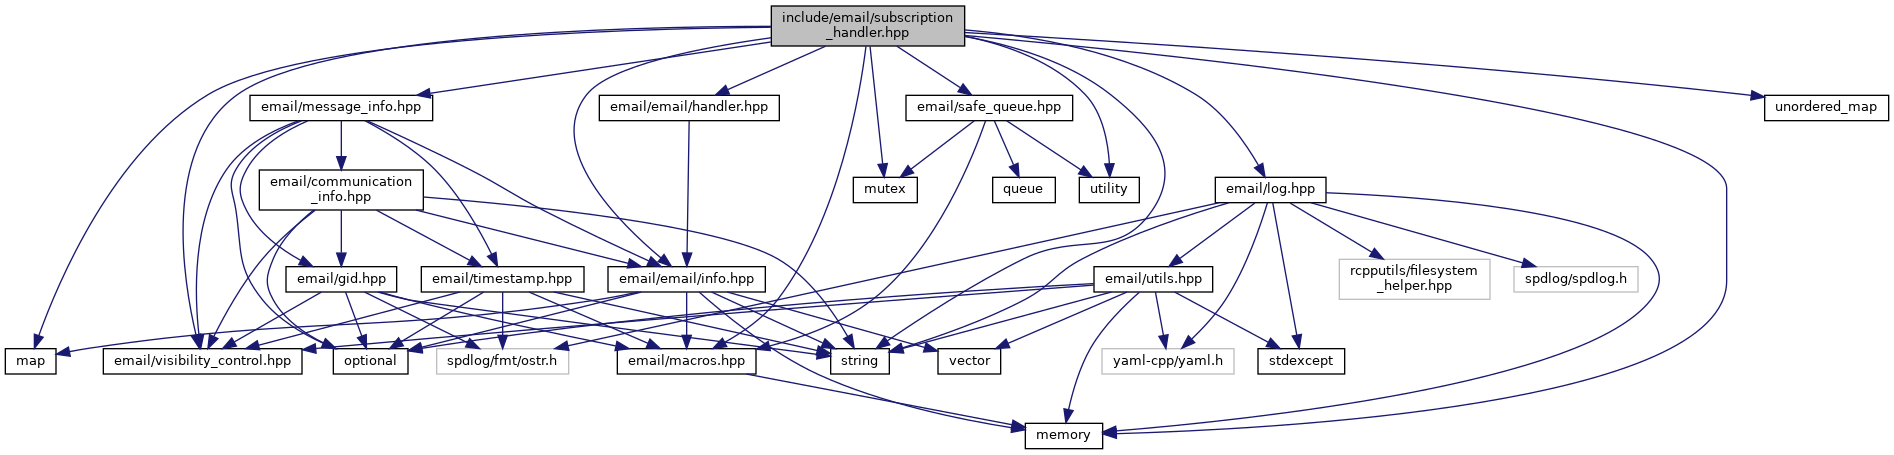 include/email/subscription
_handler.hpp
email/message_info.hpp
email/email/handler.hpp
email/safe_queue.hpp
unordered_map
email/communication
_info.hpp
mutex
queue
utility
email/log.hpp
email/gid.hpp
email/timestamp.hpp
email/email/info.hpp
email/utils.hpp
rcpputils/filesystem
_helper.hpp
spdlog/spdlog.h
map
email/visibility_control.hpp
optional
spdlog/fmt/ostr.h
email/macros.hpp
string
vector
yaml-cpp/yaml.h
stdexcept
memory